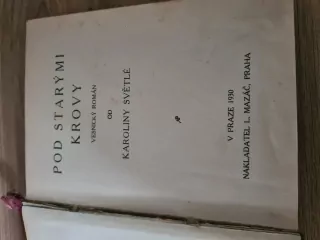 POD STARÝMI
KROVY
VESNICKÝ ROMÁN
OD
KAROLINY SVĚTLÉ
V PRAZE 1930
NAKLADATEL L. MAZÁČ, PRAHA